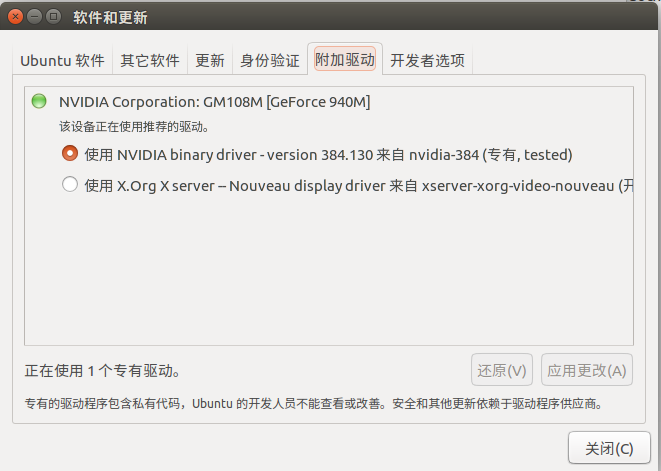 软件和更新
Ubuntu 软件 其它软件 更新 身份验证 附加驱动 开发者选项
NVIDIA Corporation: GM108M [GeForce 940M]
该设备正在使用推荐的驱动。
使用 NVIDIA binary driver - version 384.130 来自 nvidia-384 (专有, tested)
使用 X.Org X server -- Nouveau display driver 来自 xserver-xorg-video-nouveau (开
正在使用 1 个专有驱动。 还原(V) 应用更改(A)
专有的驱动程序包含私有代码，Ubuntu 的开发人员不能查看或改善。安全和其他更新依赖于驱动程序供应商。
关闭(C)